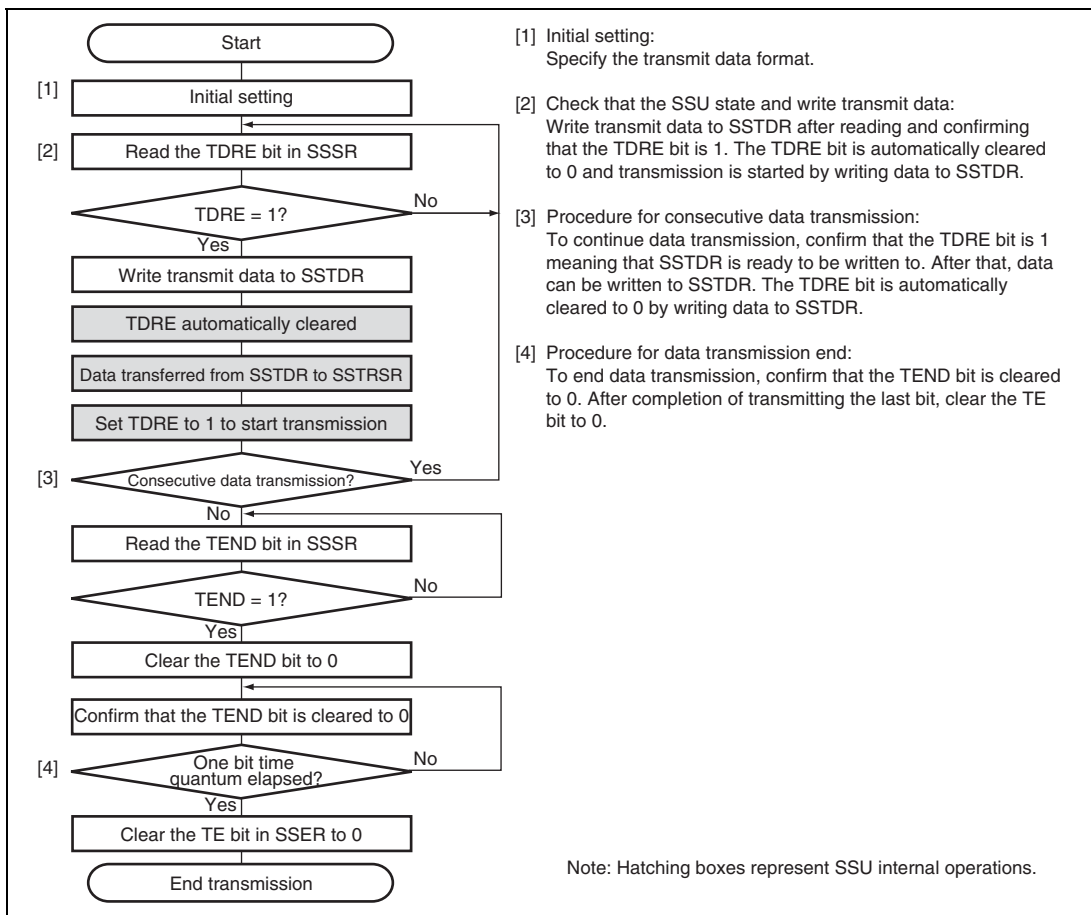 Start
[1] Initial setting
[2] Read the TDRE bit in SSSR
TDRE = 1?
No
Yes
Write transmit data to SSTDR
TDRE automatically cleared
Data transferred from SSTDR to SSTRSR
Set TDRE to 1 to start transmission
[3] Consecutive data transmission?
Yes
No
Read the TEND bit in SSSR
TEND = 1?
No
Yes
Clear the TEND bit to 0
Confirm that the TEND bit is cleared to 0
[4] One bit time
quantum elapsed?
No
Yes
Clear the TE bit in SSER to 0
End transmission
[1] Initial setting:
Specify the transmit data format.
[2] Check that the SSU state and write transmit data:
Write transmit data to SSTDR after reading and confirming
that the TDRE bit is 1. The TDRE bit is automatically cleared
to 0 and transmission is started by writing data to SSTDR.
[3] Procedure for consecutive data transmission:
To continue data transmission, confirm that the TDRE bit is 1
meaning that SSTDR is ready to be written to. After that, data
can be written to SSTDR. The TDRE bit is automatically
cleared to 0 by writing data to SSTDR.
[4] Procedure for data transmission end:
To end data transmission, confirm that the TEND bit is cleared
to 0. After completion of transmitting the last bit, clear the TE
bit to 0.
Note: Hatching boxes represent SSU internal operations.